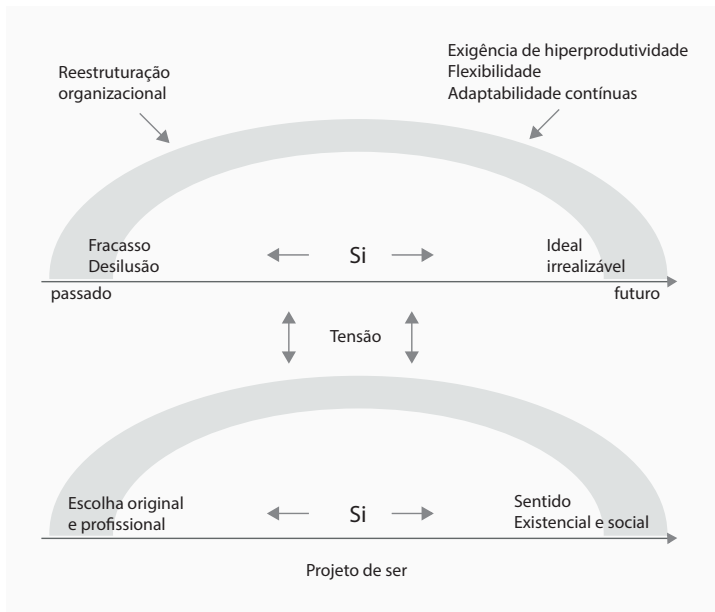 Reestruturação
organizacional
Exigência de hiperprodutividade
Flexibilidade
Adaptabilidade contínuas
Fracasso
Desilusão
Si
Ideal
irrealizável
passado
futuro
Tensão
Escolha original
e profissional
Si
Sentido
Existencial e social
Projeto de ser